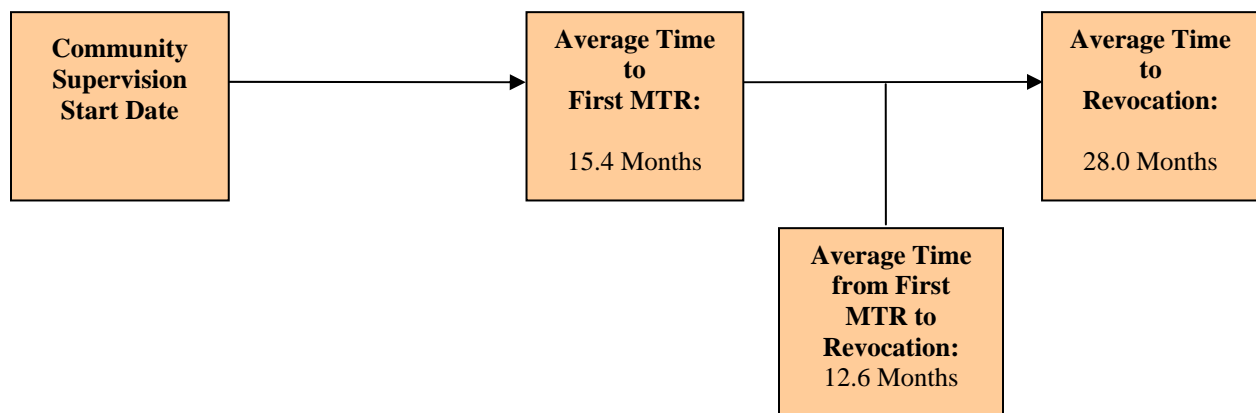 Community
Supervision
Start Date
Average Time
to
First MTR:
15.4 Months
Average Time
to
Revocation:
28.0 Months
Average Time
from First
MTR to
Revocation:
12.6 Months